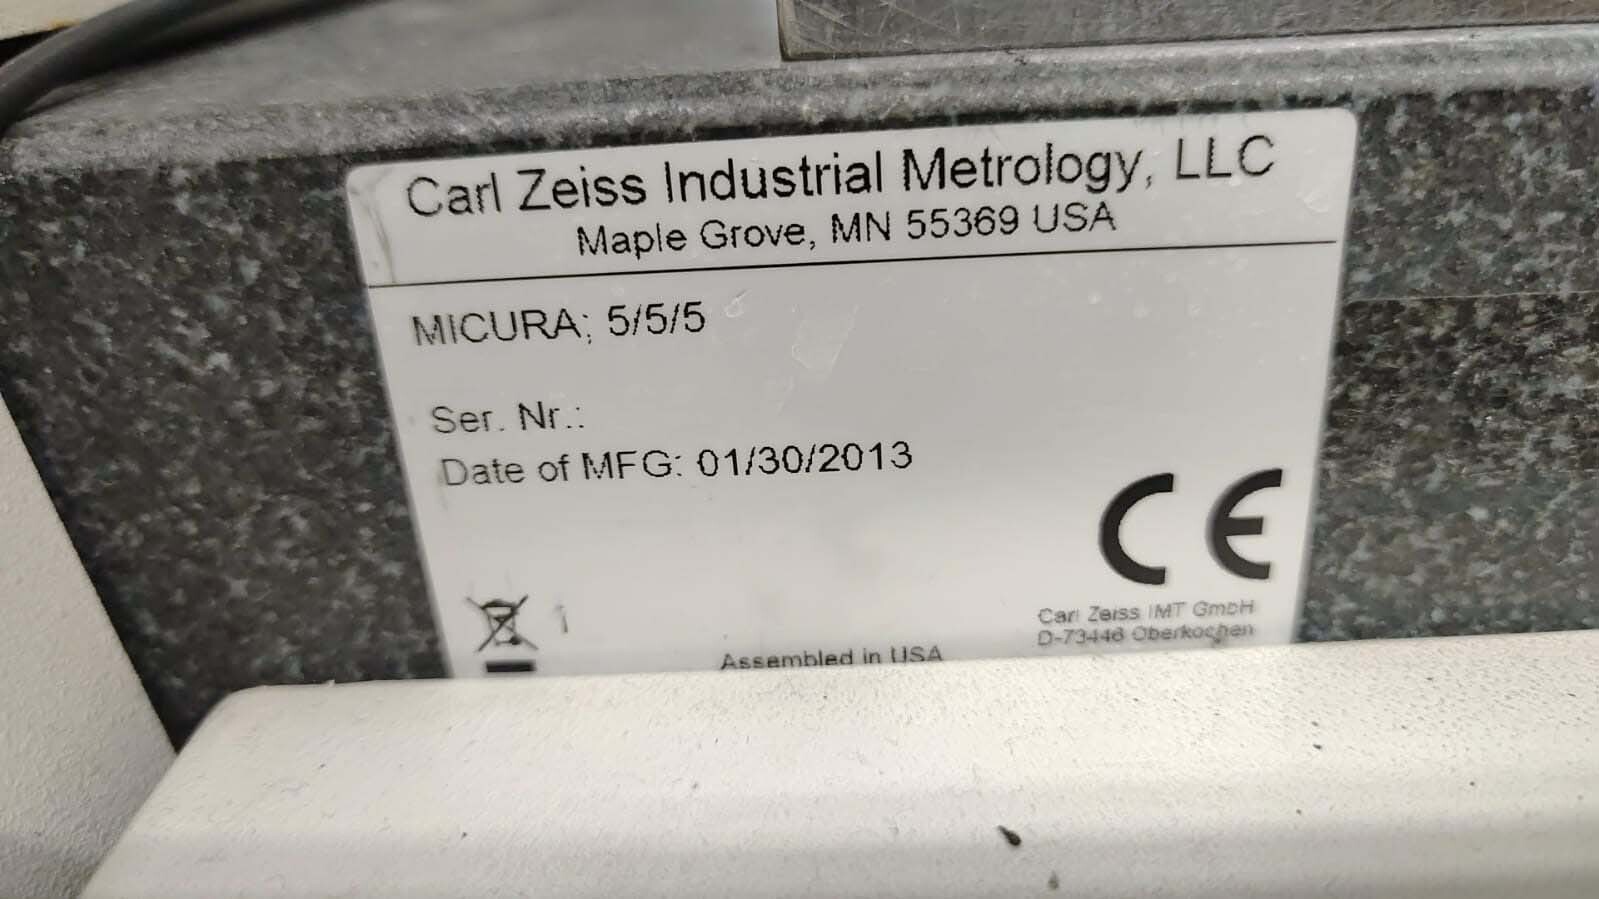 Carl Zeiss Industrial Metrology, LLC
Maple Grove, MN 55369 USA
MICURA; 5/5/5
Ser. Nr.:
Date of MFG: 01/30/2013
CE
Carl Zeiss IMT GmbH
D-73446 Oberkochen
Assembled in USA